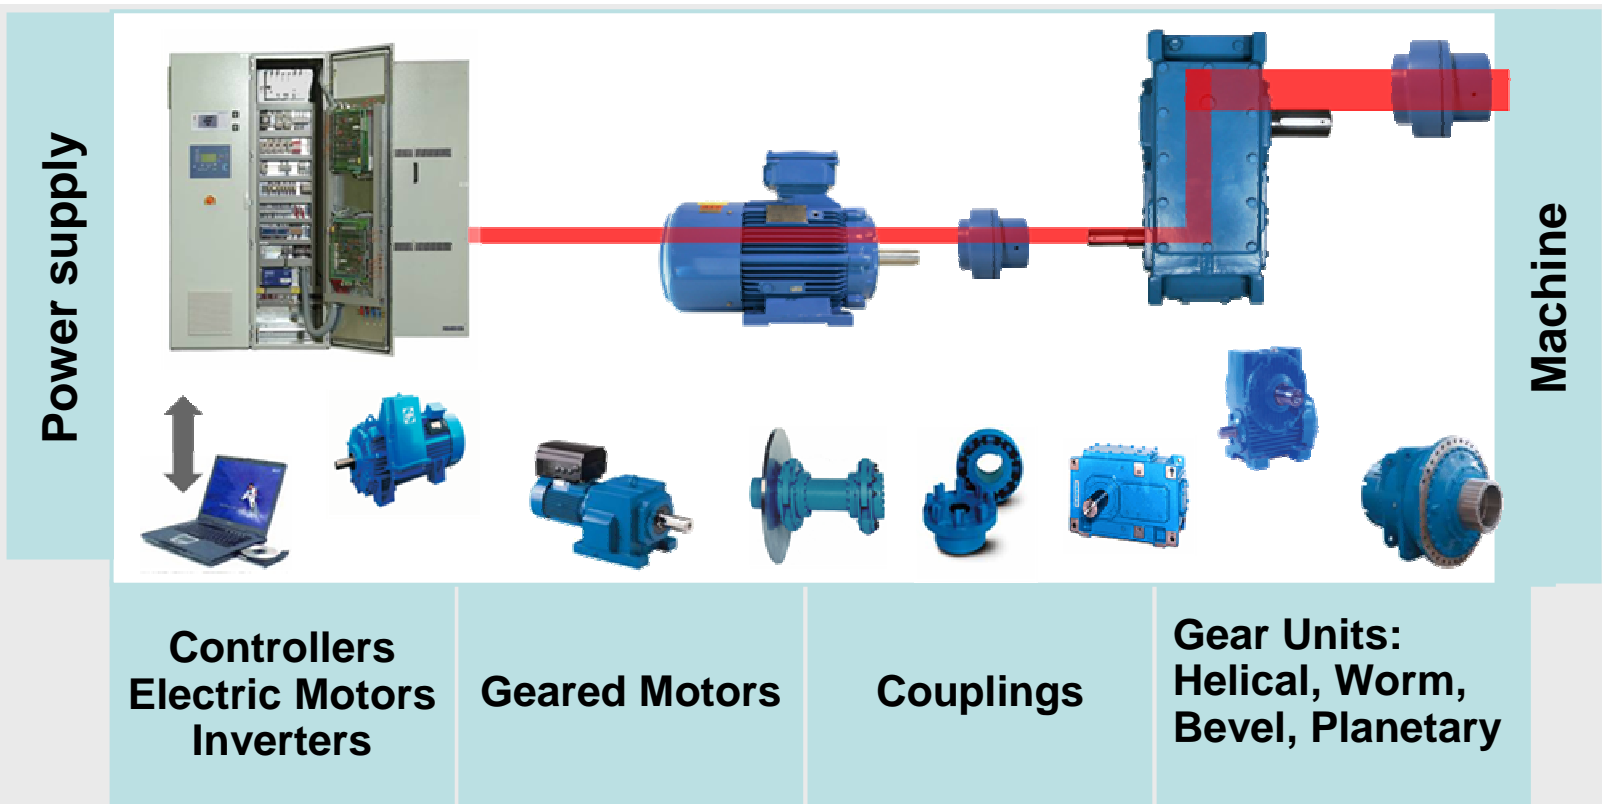 Power supply
Machine
Controllers
Electric Motors
Inverters
Geared Motors
Couplings
Gear Units:
Helical, Worm,
Bevel, Planetary